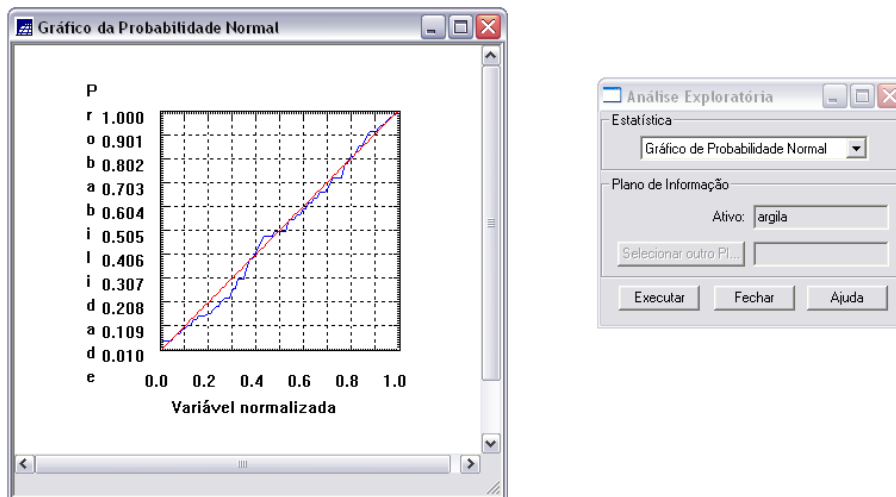 Gráfico da Probabilidade Normal
Probabilidade
1.000
0.901
0.802
0.703
0.604
0.505
0.406
0.307
0.208
0.109
0.010
0.0 0.2 0.4 0.6 0.8 1.0
Variável normalizada
Análise Exploratória
Estatística
Gráfico de Probabilidade Normal
Plano de Informação
Ativo: argila
Selecionar outro PI...
Executar Fechar Ajuda